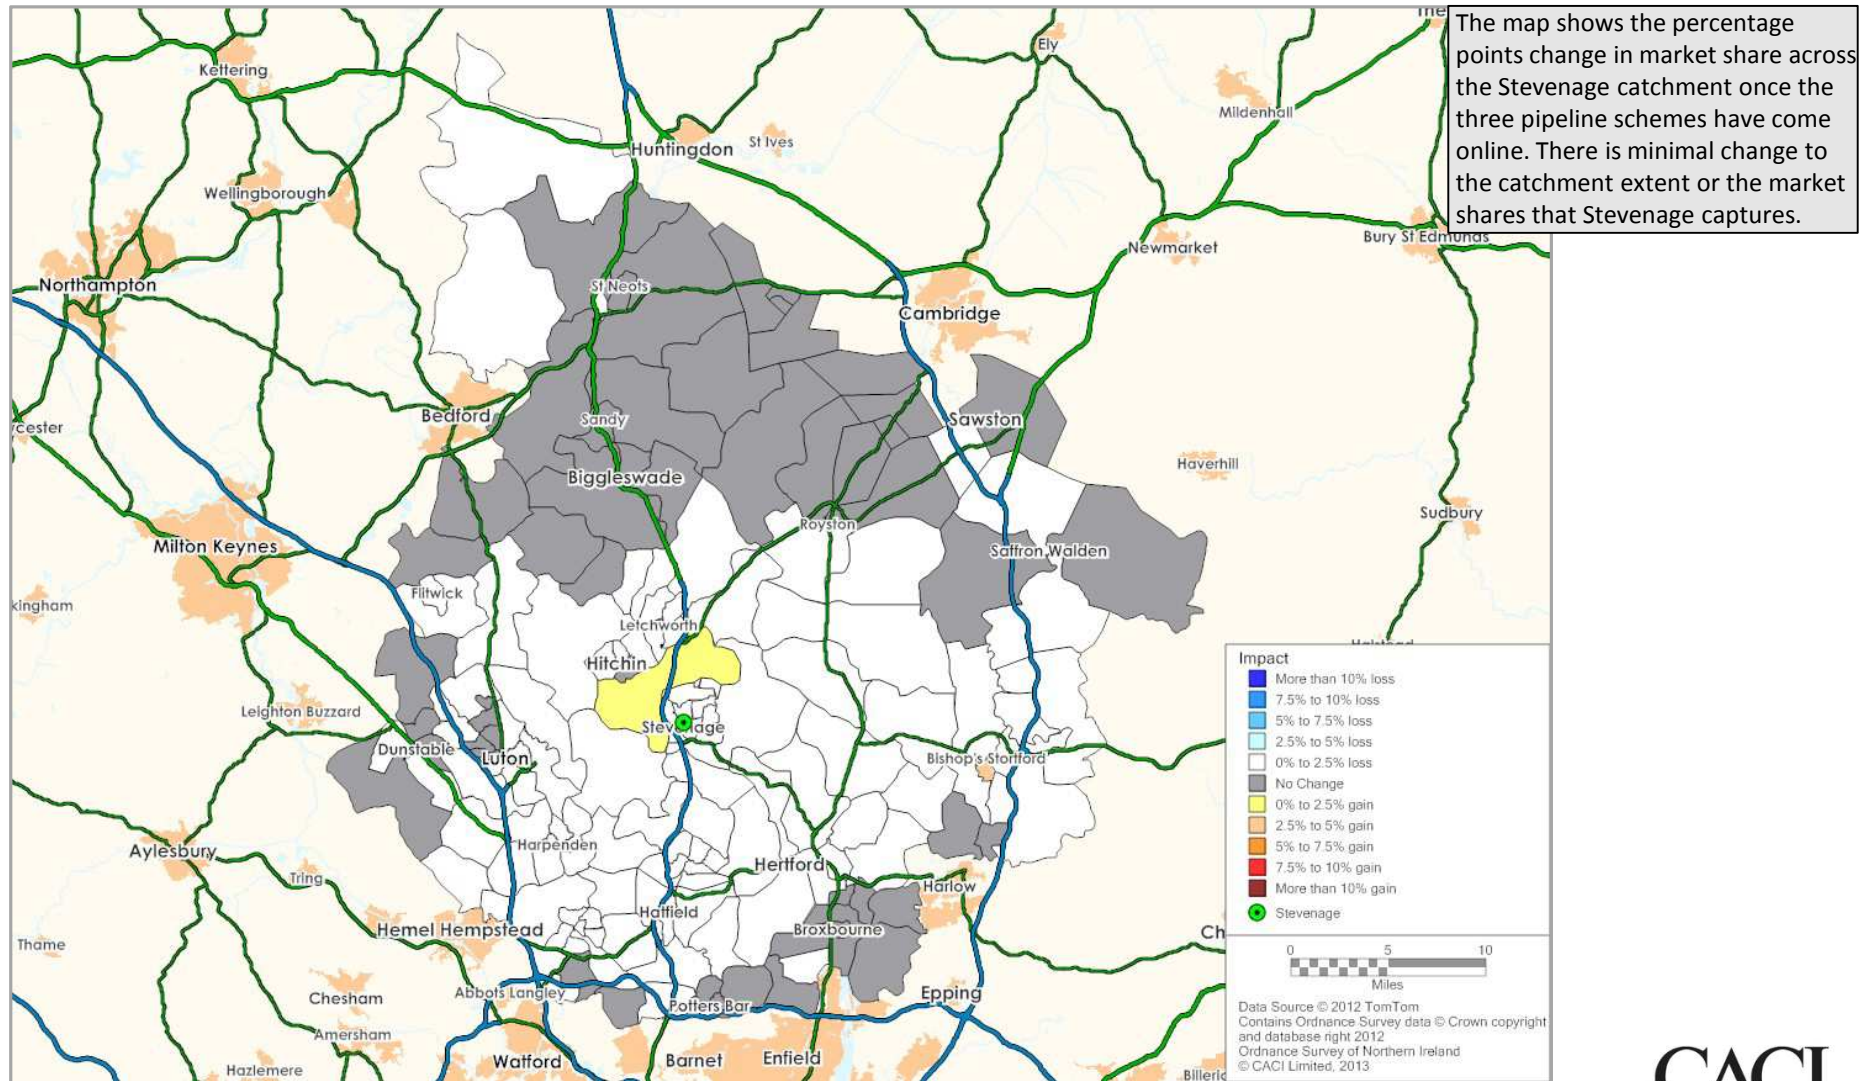 The map shows the percentage
points change in market share across
the Stevenage catchment once the
three pipeline schemes have come
online. There is minimal change to
the catchment extent or the market
shares that Stevenage captures.
Kettering
Ely
Mildenhall
Huntingdon
St Ives
Wellingborough
Newmarket
Bury St Edmunds
Northampton
St Neots
Cambridge
Bedford
Sandy
Sawston
Haverhill
Biggleswade
Sudbury
Royston
Milton Keynes
Saffron Walden
Flitwick
Letchworth
Hitchin
Leighton Buzzard
Stevenage
Dunstable
Luton
Bishop's Stortford
Aylesbury
Harpenden
Tring
Hertford
Harlow
Hatfield
Hemel Hempstead
Broxbourne
Thame
Chesham
Abbots Langley
Potters Bar
Epping
Amersham
Watford
Barnet
Enfield
Hazlemere
Impact
More than 10% loss
7.5% to 10% loss
5% to 7.5% loss
2.5% to 5% loss
0% to 2.5% loss
No Change
0% to 2.5% gain
2.5% to 5% gain
5% to 7.5% gain
7.5% to 10% gain
More than 10% gain
Stevenage
0 5 10
Miles
Data Source © 2012 TomTom
Contains Ordnance Survey data © Crown copyright
and database right 2012
Ordnance Survey of Northern Ireland
© CACI Limited, 2013
CACI